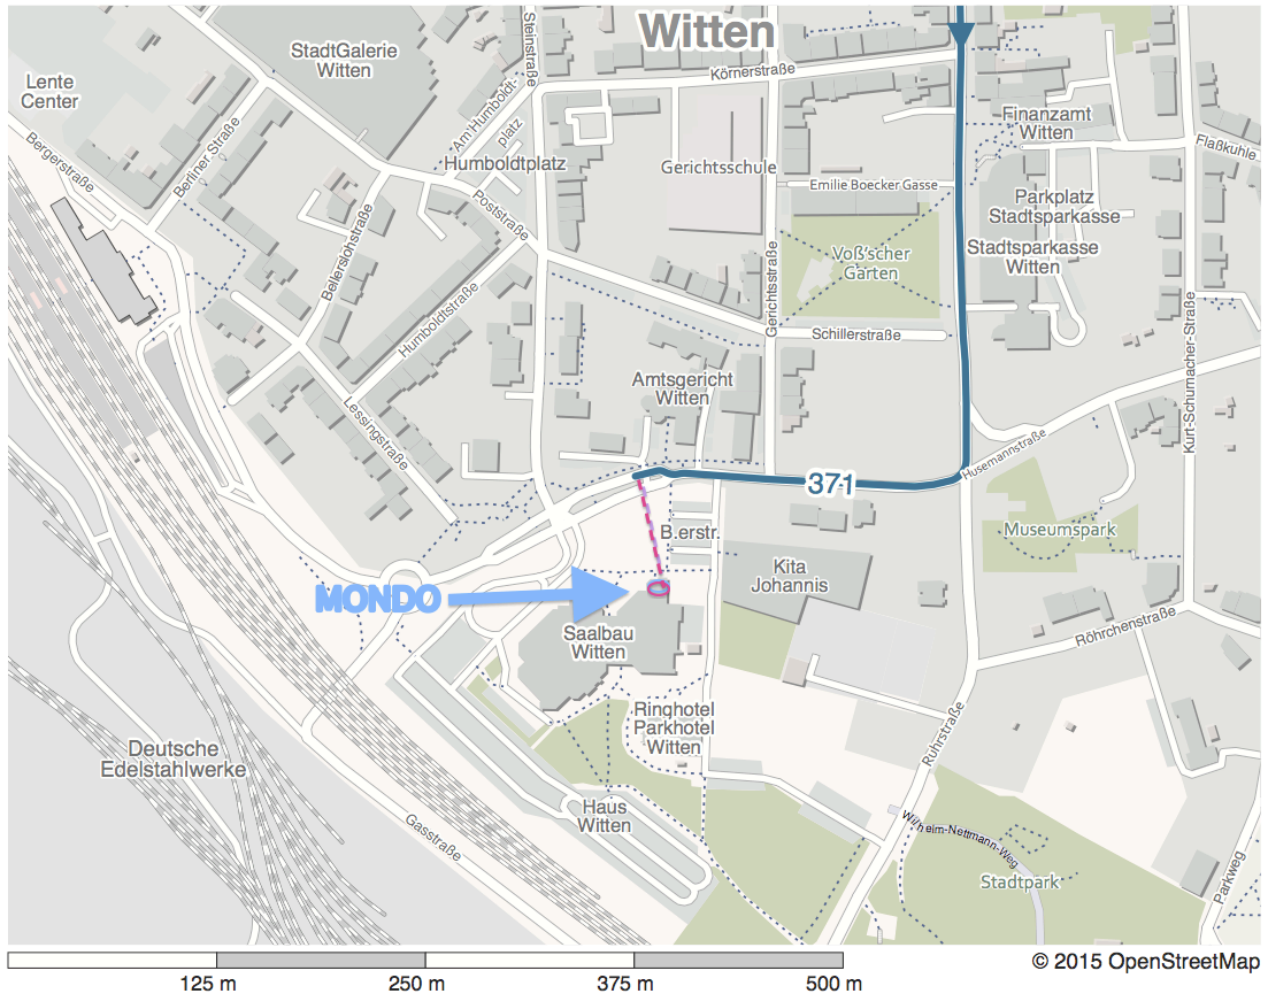 Witten
StadtGalerie
Witten
Lente
Center
Steinstraße
Körnerstraße
Am Humboldt-
platz
Humboldtplatz
Finanzamt
Witten
Flaßkuhle
Bergerstraße
Berliner Straße
Gerichtsschule
Emilie Boecker Gasse
Parkplatz
Stadtsparkasse
Stadtsparkasse
Witten
Poststraße
Bellerslohstraße
Voß'scher
Garten
Gerichtsstraße
Humboldtstraße
Schillerstraße
Kurt-Schumacher-Straße
Amtsgericht
Witten
Lessingstraße
Husemannstraße
371
Museumspark
B.erstr.
Kita
Johannis
MONDO
Saalbau
Witten
Röhrchenstraße
Ringhotel
Parkhotel
Witten
Ruhrstraße
Deutsche
Edelstahlwerke
Haus
Witten
Gasstraße
Wilhelm-Nettmann-Weg
Stadtpark
Parkweg
© 2015 OpenStreetMap
125 m
250 m
375 m
500 m